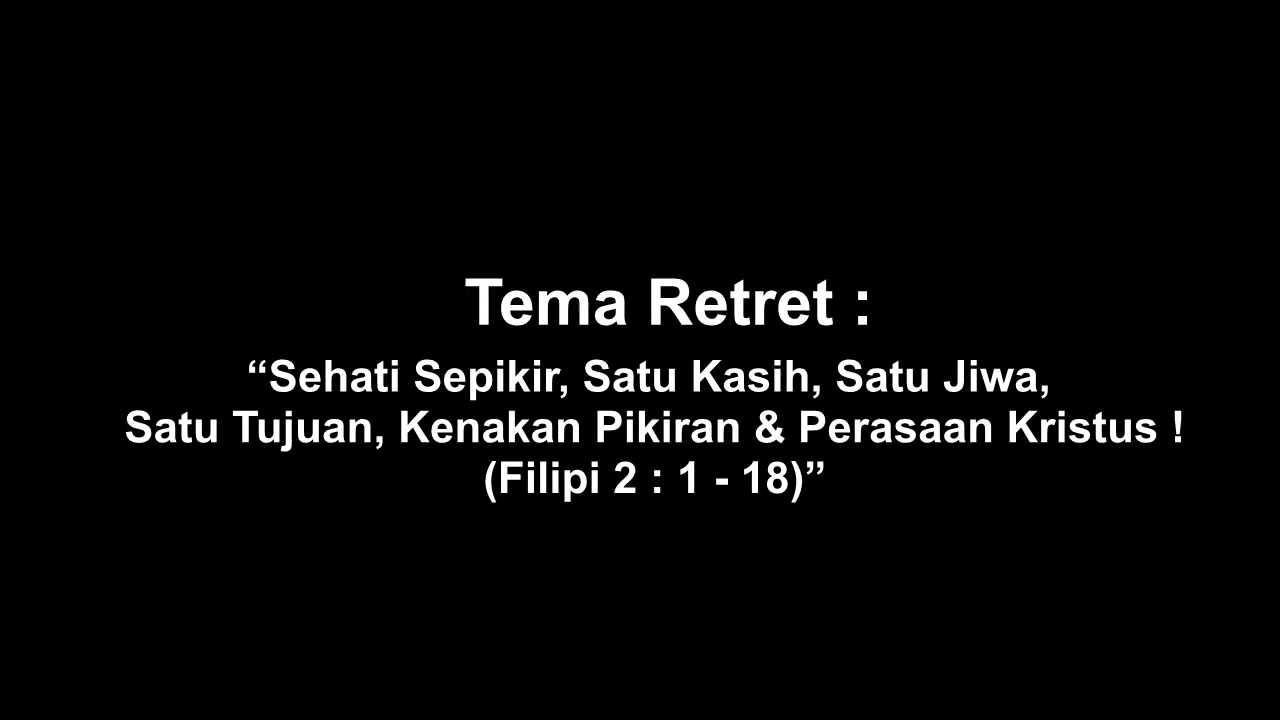 Tema Retret :
“Sehati Sepikir, Satu Kasih, Satu Jiwa,
Satu Tujuan, Kenakan Pikiran & Perasaan Kristus !
(Filipi 2 : 1 - 18)”